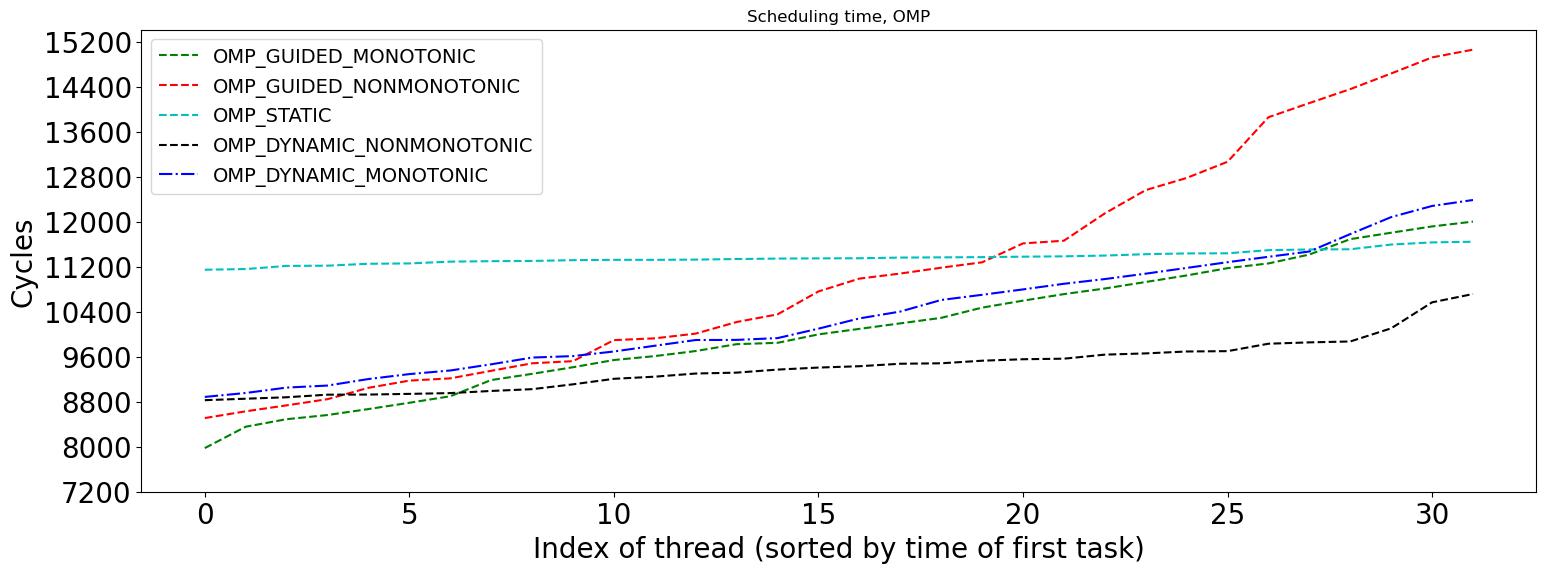 Scheduling time, OMP
15200
14400
13600
12800
12000
11200
10400
9600
8800
8000
7200
Cycles
OMP_GUIDED_MONOTONIC
OMP_GUIDED_NONMONOTONIC
OMP_STATIC
OMP_DYNAMIC_NONMONOTONIC
OMP_DYNAMIC_MONOTONIC
0 5 10 15 20 25 30
Index of thread (sorted by time of first task)